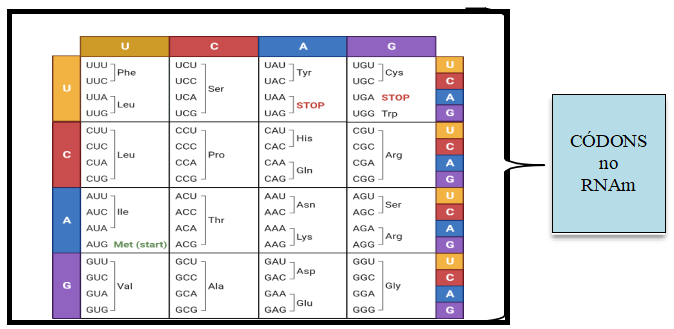 U C A G
UUU UCU UAU UGU U
UUC Phe UCC UAC Tyr UGC Cys C
U UUA UCA Ser UAA UGA STOP A
UUG Leu UCG UAG STOP UGG Trp G
CUU CCU CAU CGU U
CUC CCC CAC His CGC C
C CUA Leu CCA Pro CAA CGA Arg A
CUG CCG CAG Gln CGG G
AUU ACU AAU AGU U
AUC Ile ACC AAC Asn AGC Ser C
A AUA ACA Thr AAA AGA A
AUG Met (start) ACG AAG Lys AGG Arg G
GUU GCU GAU GGU U
GUC GCC GAC Asp GGC C
G GUA Val GCA Ala GAA GGA Gly A
GUG GCG GAG Glu GGG G
CÓDONS
no
RNAm